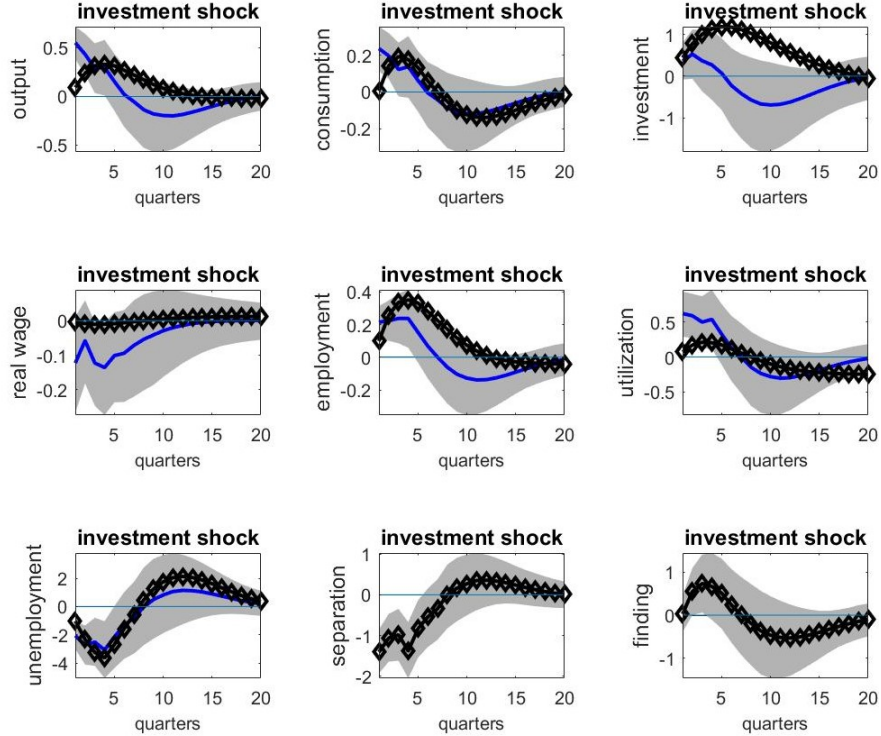 investment shock
output
0.5
0
-0.5
5 10 15 20
quarters
investment shock
consumption
0.2
0
-0.2
5 10 15 20
quarters
investment shock
investment
1
0
-1
5 10 15 20
quarters
investment shock
real wage
0
-0.1
-0.2
5 10 15 20
quarters
investment shock
employment
0.4
0.2
0
-0.2
5 10 15 20
quarters
investment shock
utilization
0.5
0
-0.5
5 10 15 20
quarters
investment shock
unemployment
2
0
-2
-4
5 10 15 20
quarters
investment shock
separation
1
0
-1
-2
5 10 15 20
quarters
investment shock
finding
1
0
-1
5 10 15 20
quarters